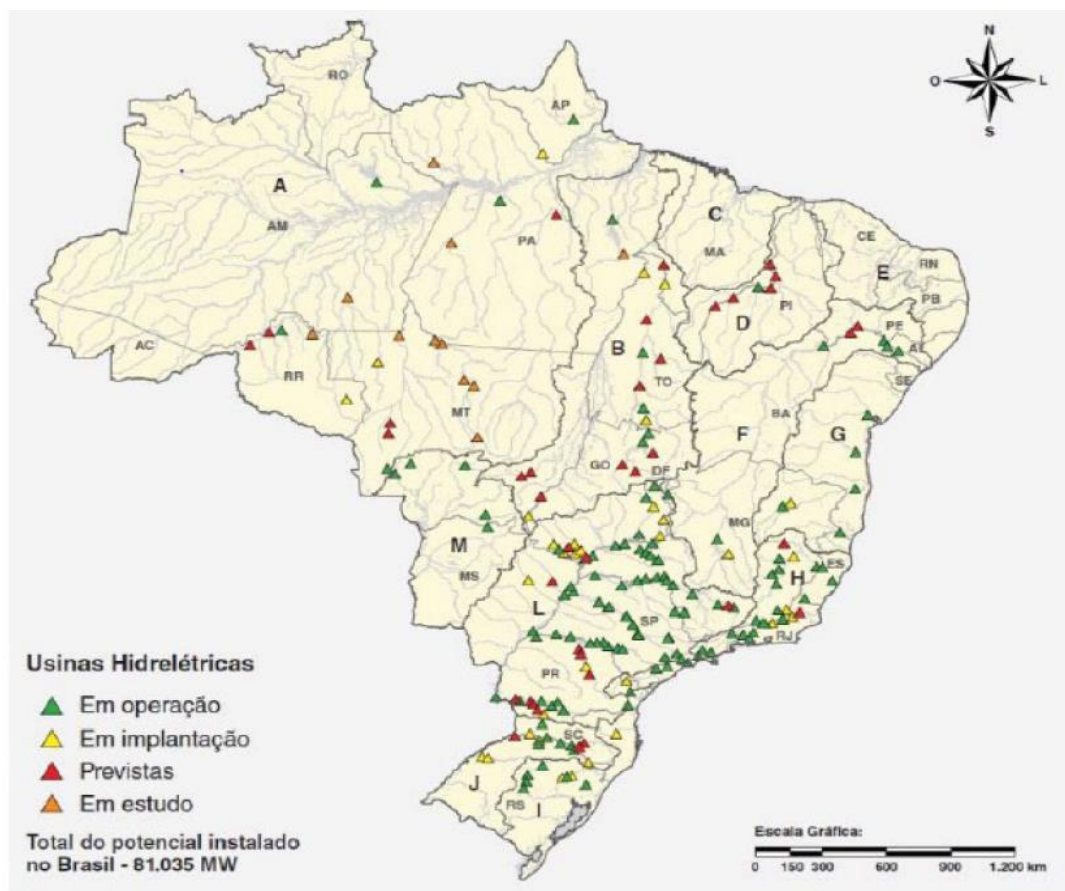 N
O
L
S
RO
AP
A
AM
PA
C
MA
CE
E
RN
PB
PI
D
PE
AL
SE
AC
RR
B
TO
MT
BA
F
G
GO
DF
MG
M
MS
ES
H
L
SP
RJ
PR
SC
J
RS
I
Usinas Hidrelétricas
Em operação
Em implantação
Previstas
Em estudo
Total do potencial instalado
no Brasil - 81.035 MW
Escala Gráfica:
0 150 300 600 900 1.200 km